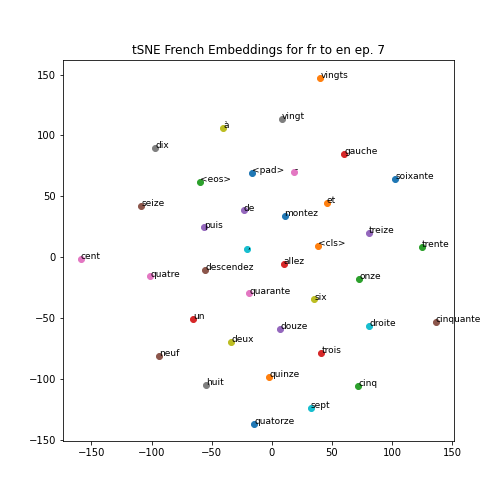 tSNE French Embeddings for fr to en ep. 7
150
vingts
vingt
à
100
dix
gauche
<eos>
<pad>
-
soixante
50
seize
de
et
montez
puis
treize
<cls>
trente
cent
0
descendez
allez
quatre
onze
quarante
six
-50
un
douze
droite
cinquante
deux
neuf
trois
-100
quinze
huit
cinq
sept
quatorze
-150
-150 -100 -50 0 50 100 150